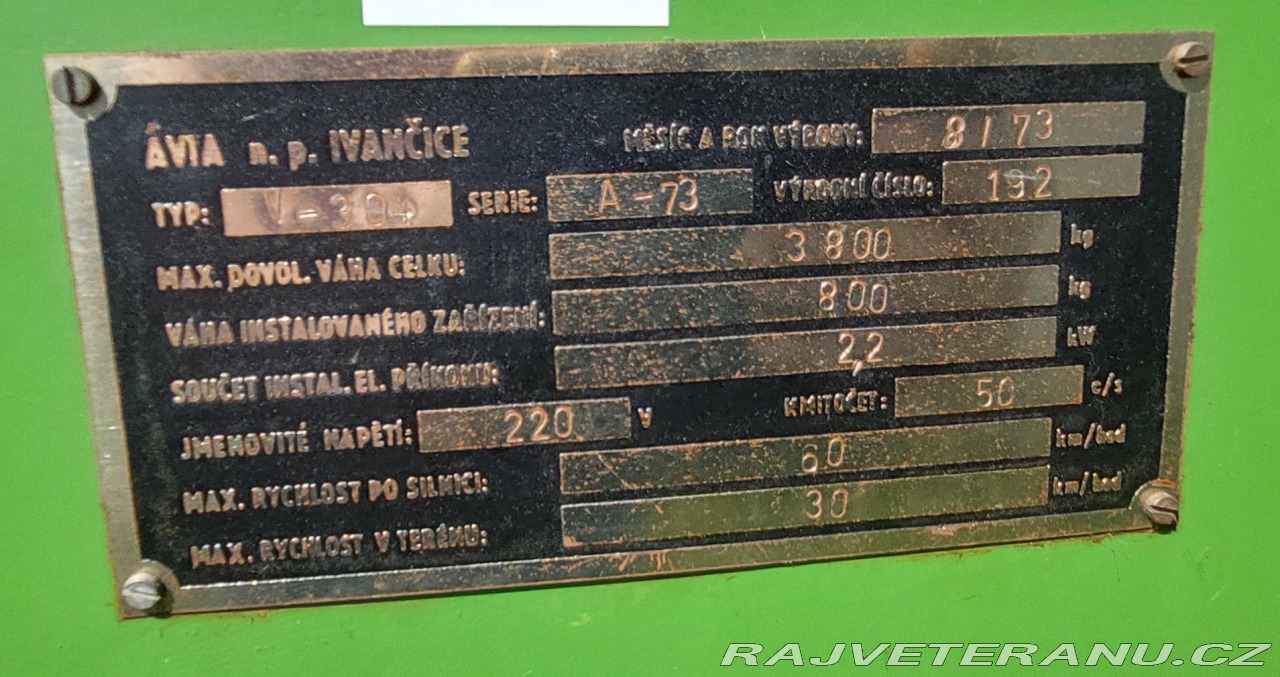 ÁVIA n. p. IVANČICE MĚSÍC A ROK VÝROBY: 8 / 73
TYP: V-304 SERIE: A-73 VÝROBNÍ ČÍSLO: 192
MAX. DOVOL. VÁHA CELKU: 3800 kg
VÁHA INSTALOVANÉHO ZAŘÍZENÍ: 800 kg
SOUČET INSTAL. EL. PŘÍKONU: 2,2 kW
JMENOVITÉ NAPĚTÍ: 220 V KMITOČET: 50 c/s
MAX. RYCHLOST PO SILNICI: 60 km/hod
MAX. RYCHLOST V TERÉNU: 30 km/hod
RAJVETERANU.CZ